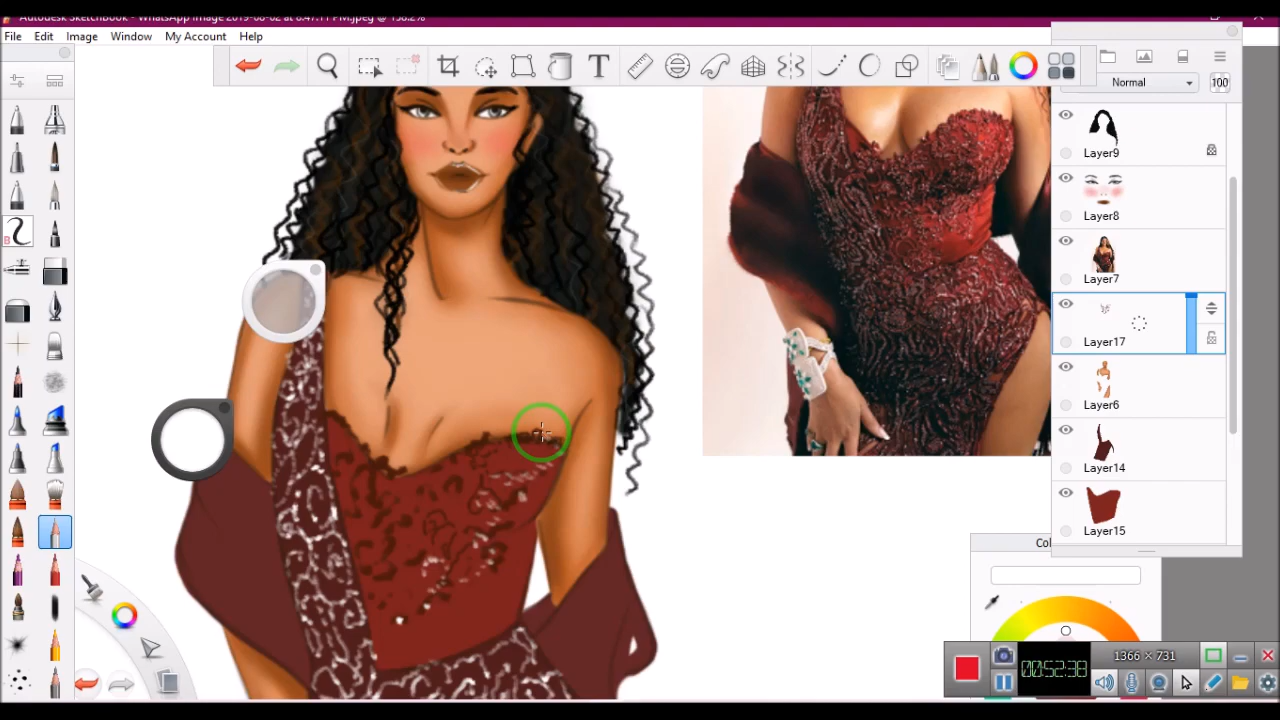 Autodesk SketchBook - WhatsApp Image 2019-08-02 at 8.47.11 PM.jpeg @ 158.2%
File Edit Image Window My Account Help
T
Normal 100
Layer9
Layer8
Layer7
Layer17
Layer6
Layer14
Layer15
B
Col
1366 × 731
00:52:38